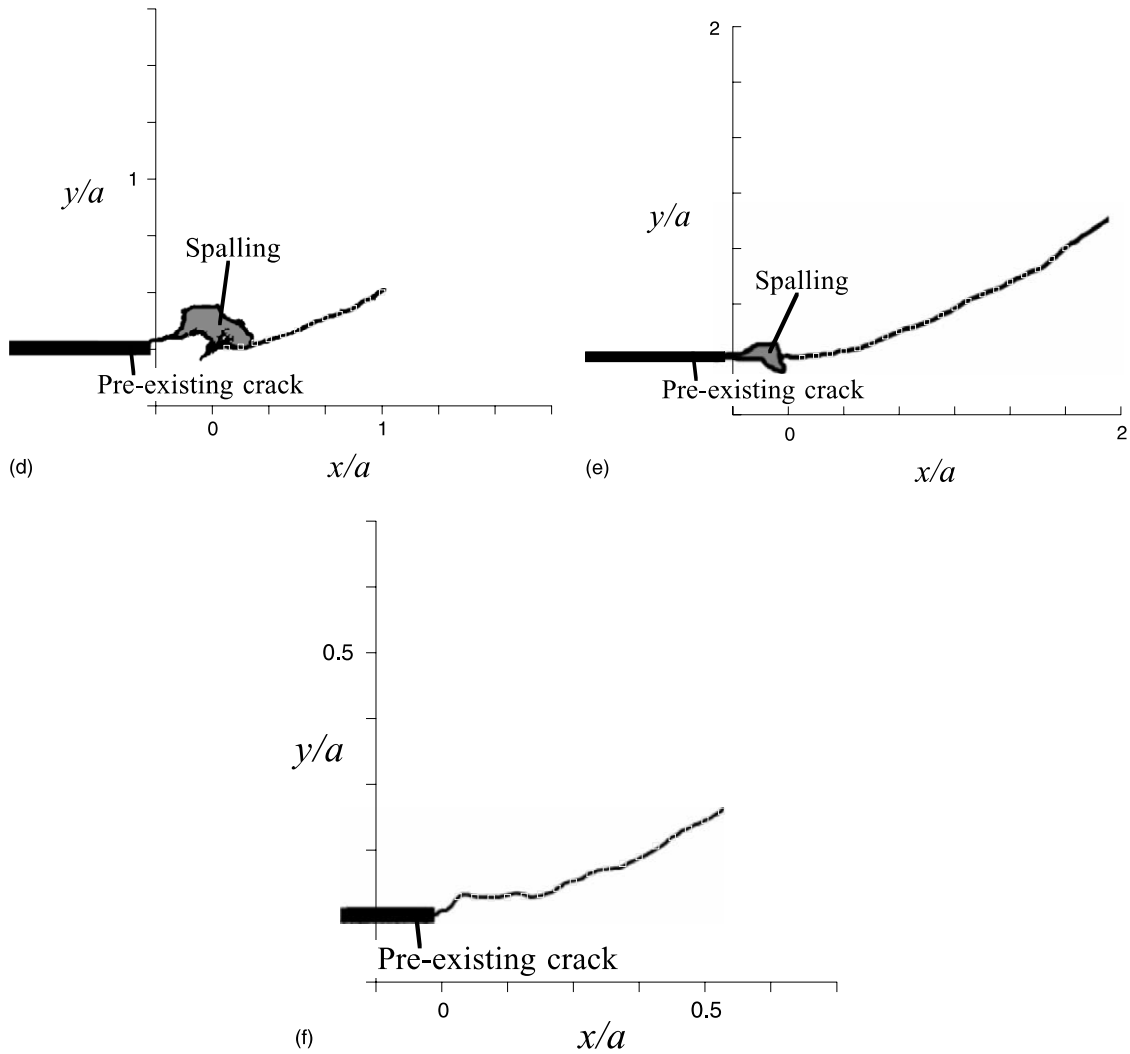 1
y/a
Spalling
Pre-existing crack
0
1
x/a
(d)
2
y/a
Spalling
Pre-existing crack
0
2
x/a
(e)
0.5
y/a
Pre-existing crack
0
0.5
x/a
(f)